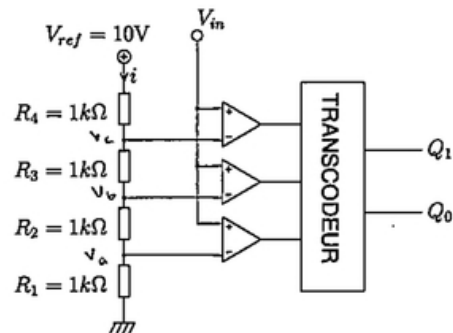 V_in
V_ref = 10V
i
R_4 = 1kΩ
V_c
R_3 = 1kΩ
V_b
R_2 = 1kΩ
V_a
R_1 = 1kΩ
+
-
+
-
+
-
TRANSCODEUR
Q_1
Q_0